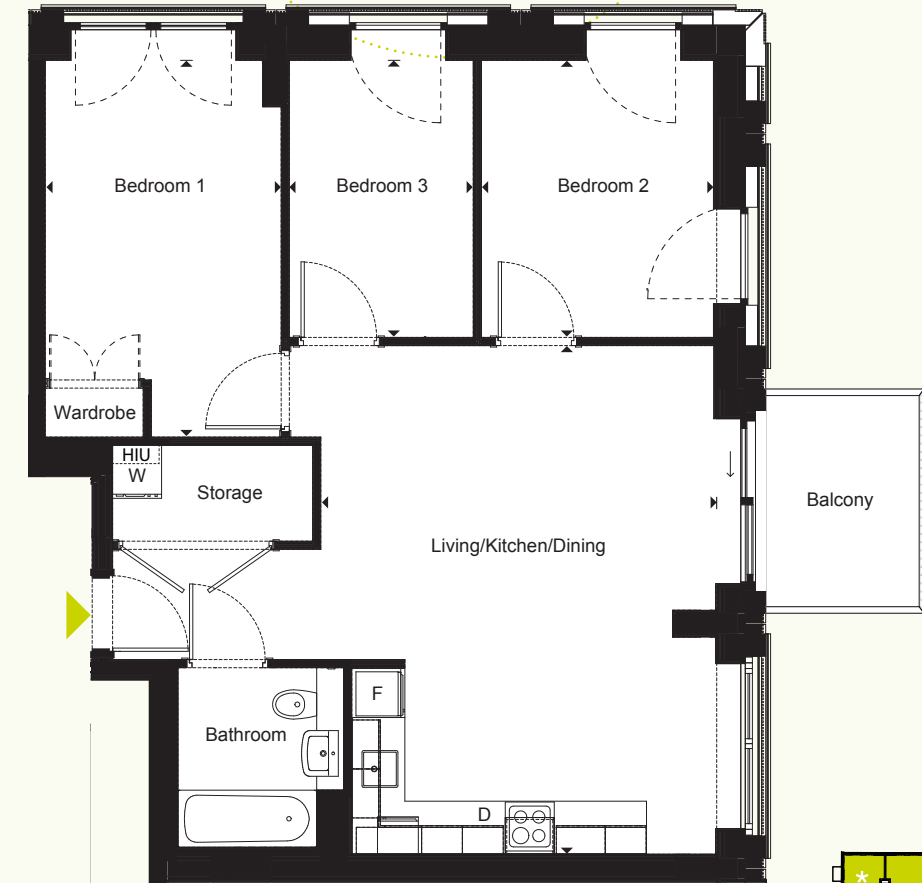 Bedroom 1
Bedroom 3
Bedroom 2
Wardrobe
HIU
W
Storage
Balcony
Living/Kitchen/Dining
F
Bathroom
D
*